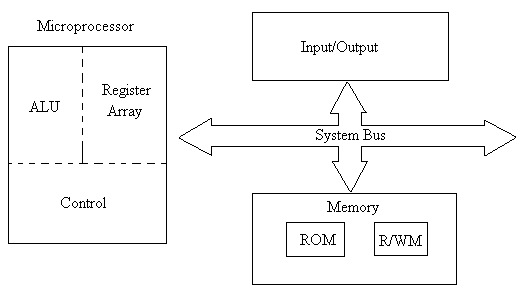 Microprocessor
ALU
Register
Array
Control
Input/Output
System Bus
Memory
ROM
R/WM